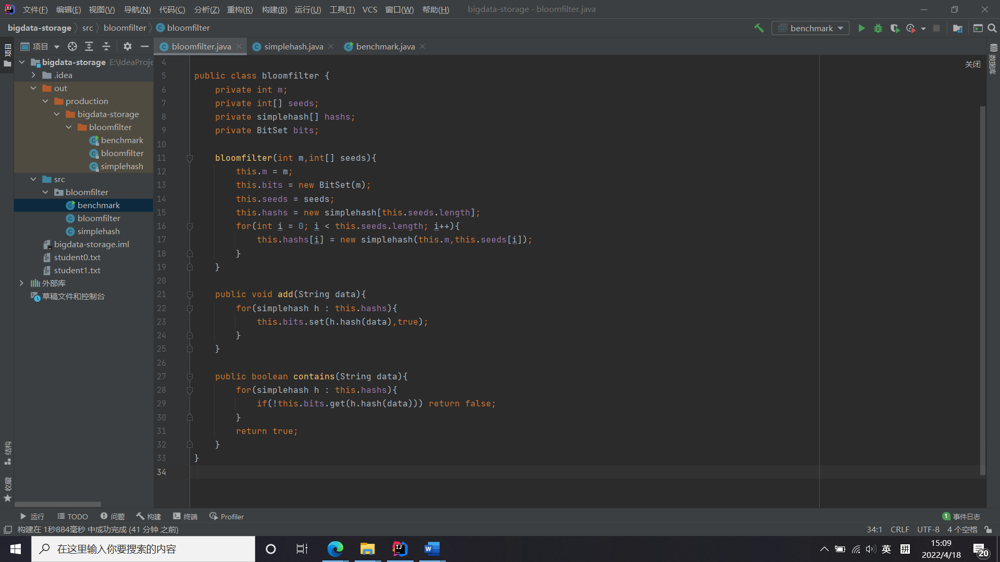 文件(F) 编辑(E) 视图(V) 导航(N) 代码(C) 分析(Z) 重构(R) 构建(B) 运行(U) 工具(T) VCS 窗口(W) 帮助(H) bigdata-storage - bloomfilter.java
bigdata-storage src bloomfilter bloomfilter
benchmark
项目
bloomfilter.java simplehash.java benchmark.java
项目
bigdata-storage E:\IdeaProje
.idea
out
production
bigdata-storage
bloomfilter
benchmark
bloomfilter
simplehash
src
bloomfilter
benchmark
bloomfilter
simplehash
bigdata-storage.iml
student0.txt
student1.txt
外部库
草稿文件和控制台
结构
收藏
关闭
数据库
4
5 public class bloomfilter {
6 private int m;
7 private int[] seeds;
8 private simplehash[] hashs;
9 private BitSet bits;
10
11 bloomfilter(int m,int[] seeds){
12 this.m = m;
13 this.bits = new BitSet(m);
14 this.seeds = seeds;
15 this.hashs = new simplehash[this.seeds.length];
16 for(int i = 0; i < this.seeds.length; i++){
17 this.hashs[i] = new simplehash(this.m,this.seeds[i]);
18 }
19 }
20
21 public void add(String data){
22 for(simplehash h : this.hashs){
23 this.bits.set(h.hash(data),true);
24 }
25 }
26
27 public boolean contains(String data){
28 for(simplehash h : this.hashs){
29 if(!this.bits.get(h.hash(data))) return false;
30 }
31 return true;
32 }
33 }
34
运行 TODO 问题 构建 终端 Profiler
1 事件日志
构建在 1秒884毫秒 中成功完成 (41 分钟 之前)
34:1 CRLF UTF-8 4 个空格
在这里输入你要搜索的内容
英 拼
15:09
2022/4/18
20